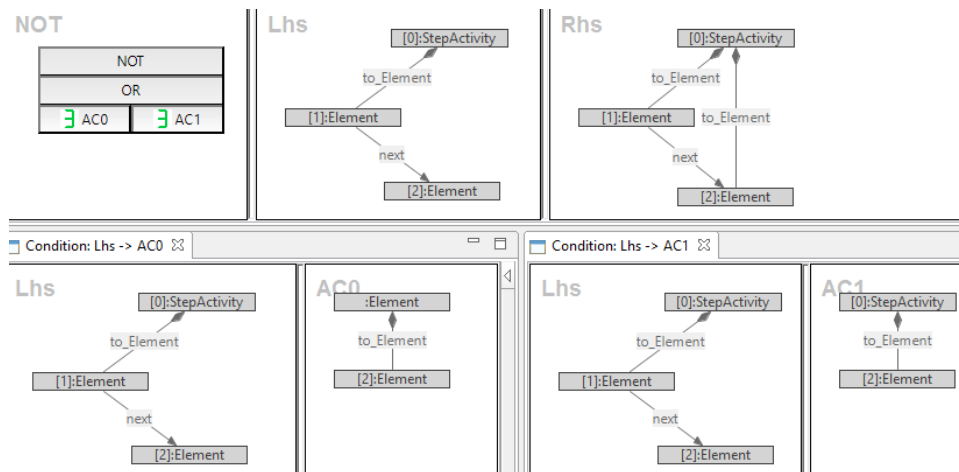 NOT
NOT
OR
∃ AC0
∃ AC1
Lhs
[0]:StepActivity
to_Element
[1]:Element
next
[2]:Element
Rhs
[0]:StepActivity
to_Element
[1]:Element
to_Element
next
[2]:Element
Condition: Lhs -> AC0
Lhs
[0]:StepActivity
to_Element
[1]:Element
next
[2]:Element
AC0
:Element
to_Element
[2]:Element
Condition: Lhs -> AC1
Lhs
[0]:StepActivity
to_Element
[1]:Element
next
[2]:Element
AC1
[0]:StepActivity
to_Element
[2]:Element